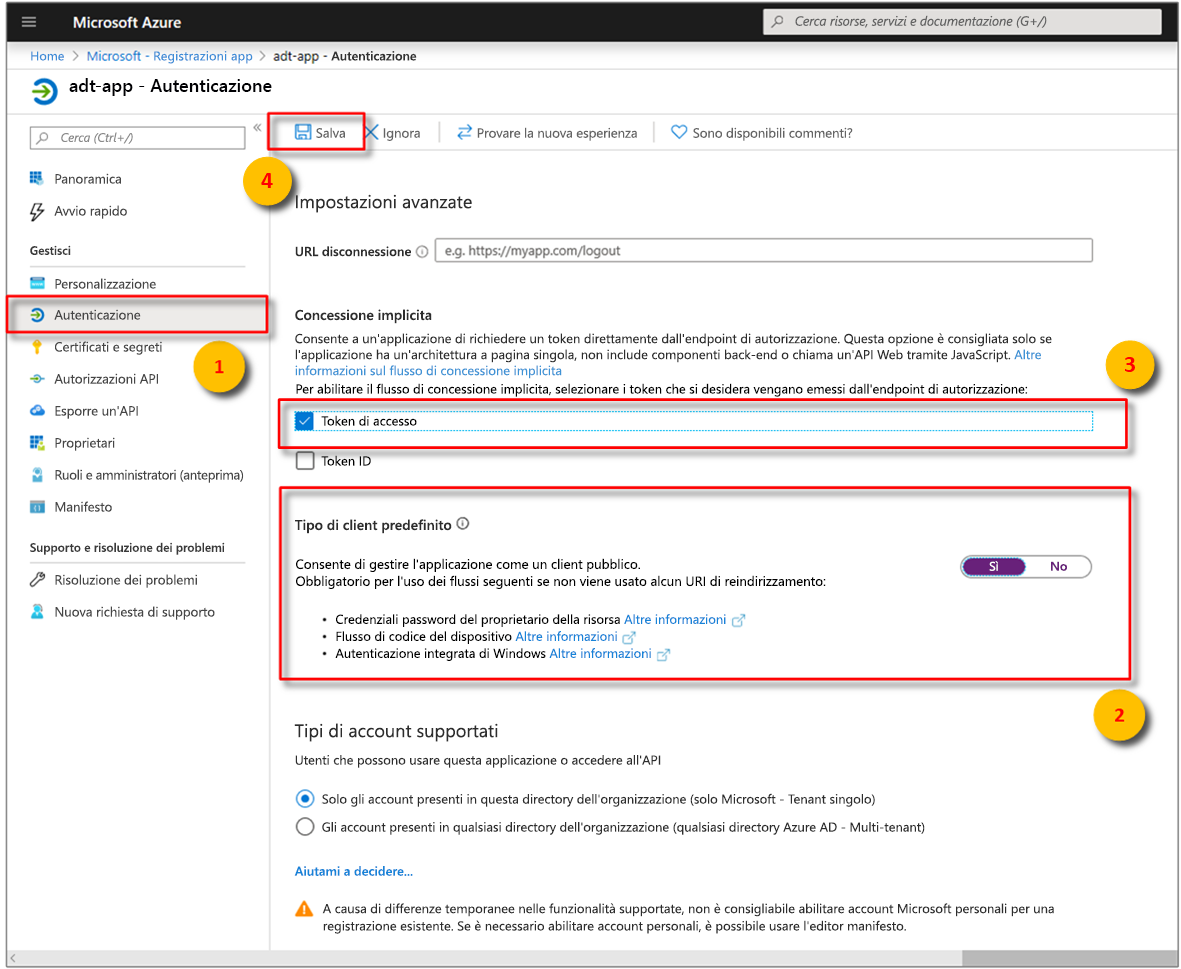 Microsoft Azure
Cerca risorse, servizi e documentazione (G+/)
Home > Microsoft - Registrazioni app > adt-app - Autenticazione
adt-app - Autenticazione
Cerca (Ctrl+/)
«
Salva
Ignora
Provare la nuova esperienza
Sono disponibili commenti?
4
Panoramica
Avvio rapido
Gestisci
Personalizzazione
Autenticazione
1
Certificati e segreti
Autorizzazioni API
Esporre un'API
Proprietari
Ruoli e amministratori (anteprima)
Manifesto
Supporto e risoluzione dei problemi
Risoluzione dei problemi
Nuova richiesta di supporto
Impostazioni avanzate
URL disconnessione
e.g. https://myapp.com/logout
Concessione implicita
Consente a un'applicazione di richiedere un token direttamente dall'endpoint di autorizzazione. Questa opzione è consigliata solo se
l'applicazione ha un'architettura a pagina singola, non include componenti back-end o chiama un'API Web tramite JavaScript. Altre
informazioni sul flusso di concessione implicita
Per abilitare il flusso di concessione implicita, selezionare i token che si desidera vengano emessi dall'endpoint di autorizzazione:
3
Token di accesso
Token ID
Tipo di client predefinito
Consente di gestire l'applicazione come un client pubblico.
Obbligatorio per l'uso dei flussi seguenti se non viene usato alcun URI di reindirizzamento:
Sì
No
• Credenziali password del proprietario della risorsa Altre informazioni
• Flusso di codice del dispositivo Altre informazioni
• Autenticazione integrata di Windows Altre informazioni
2
Tipi di account supportati
Utenti che possono usare questa applicazione o accedere all'API
Solo gli account presenti in questa directory dell'organizzazione (solo Microsoft - Tenant singolo)
Gli account presenti in qualsiasi directory dell'organizzazione (qualsiasi directory Azure AD - Multi-tenant)
Aiutami a decidere...
A causa di differenze temporanee nelle funzionalità supportate, non è consigliabile abilitare account Microsoft personali per una
registrazione esistente. Se è necessario abilitare account personali, è possibile usare l'editor manifesto.